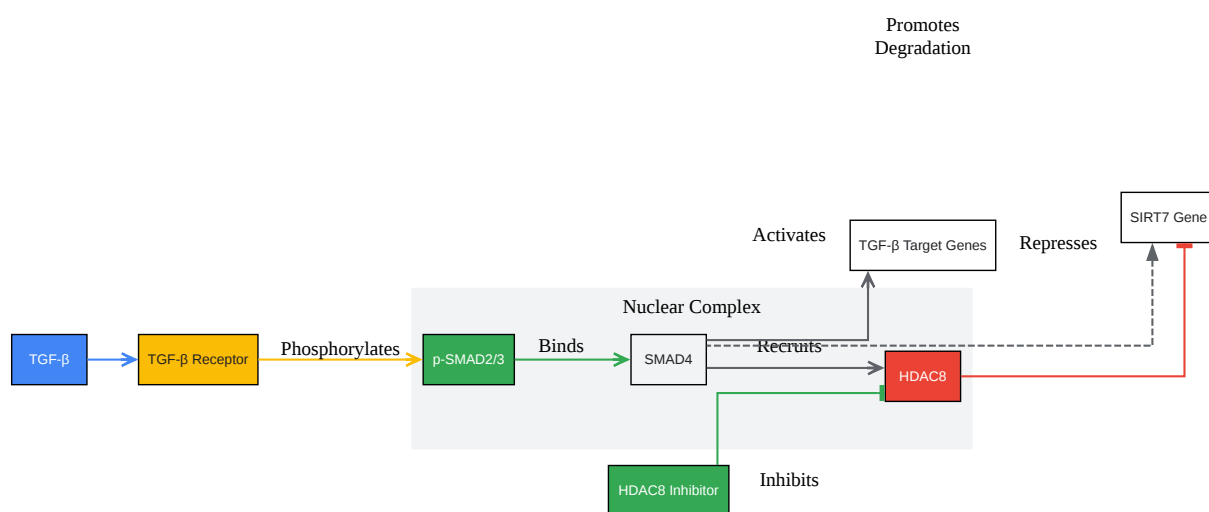 Promotes
Degradation
SIRT7 Gene
Activates
TGF-β Target Genes
Represses
Nuclear Complex
TGF-β
TGF-β Receptor
Phosphorylates
p-SMAD2/3
Binds
SMAD4
Recruits
HDAC8
HDAC8 Inhibitor
Inhibits